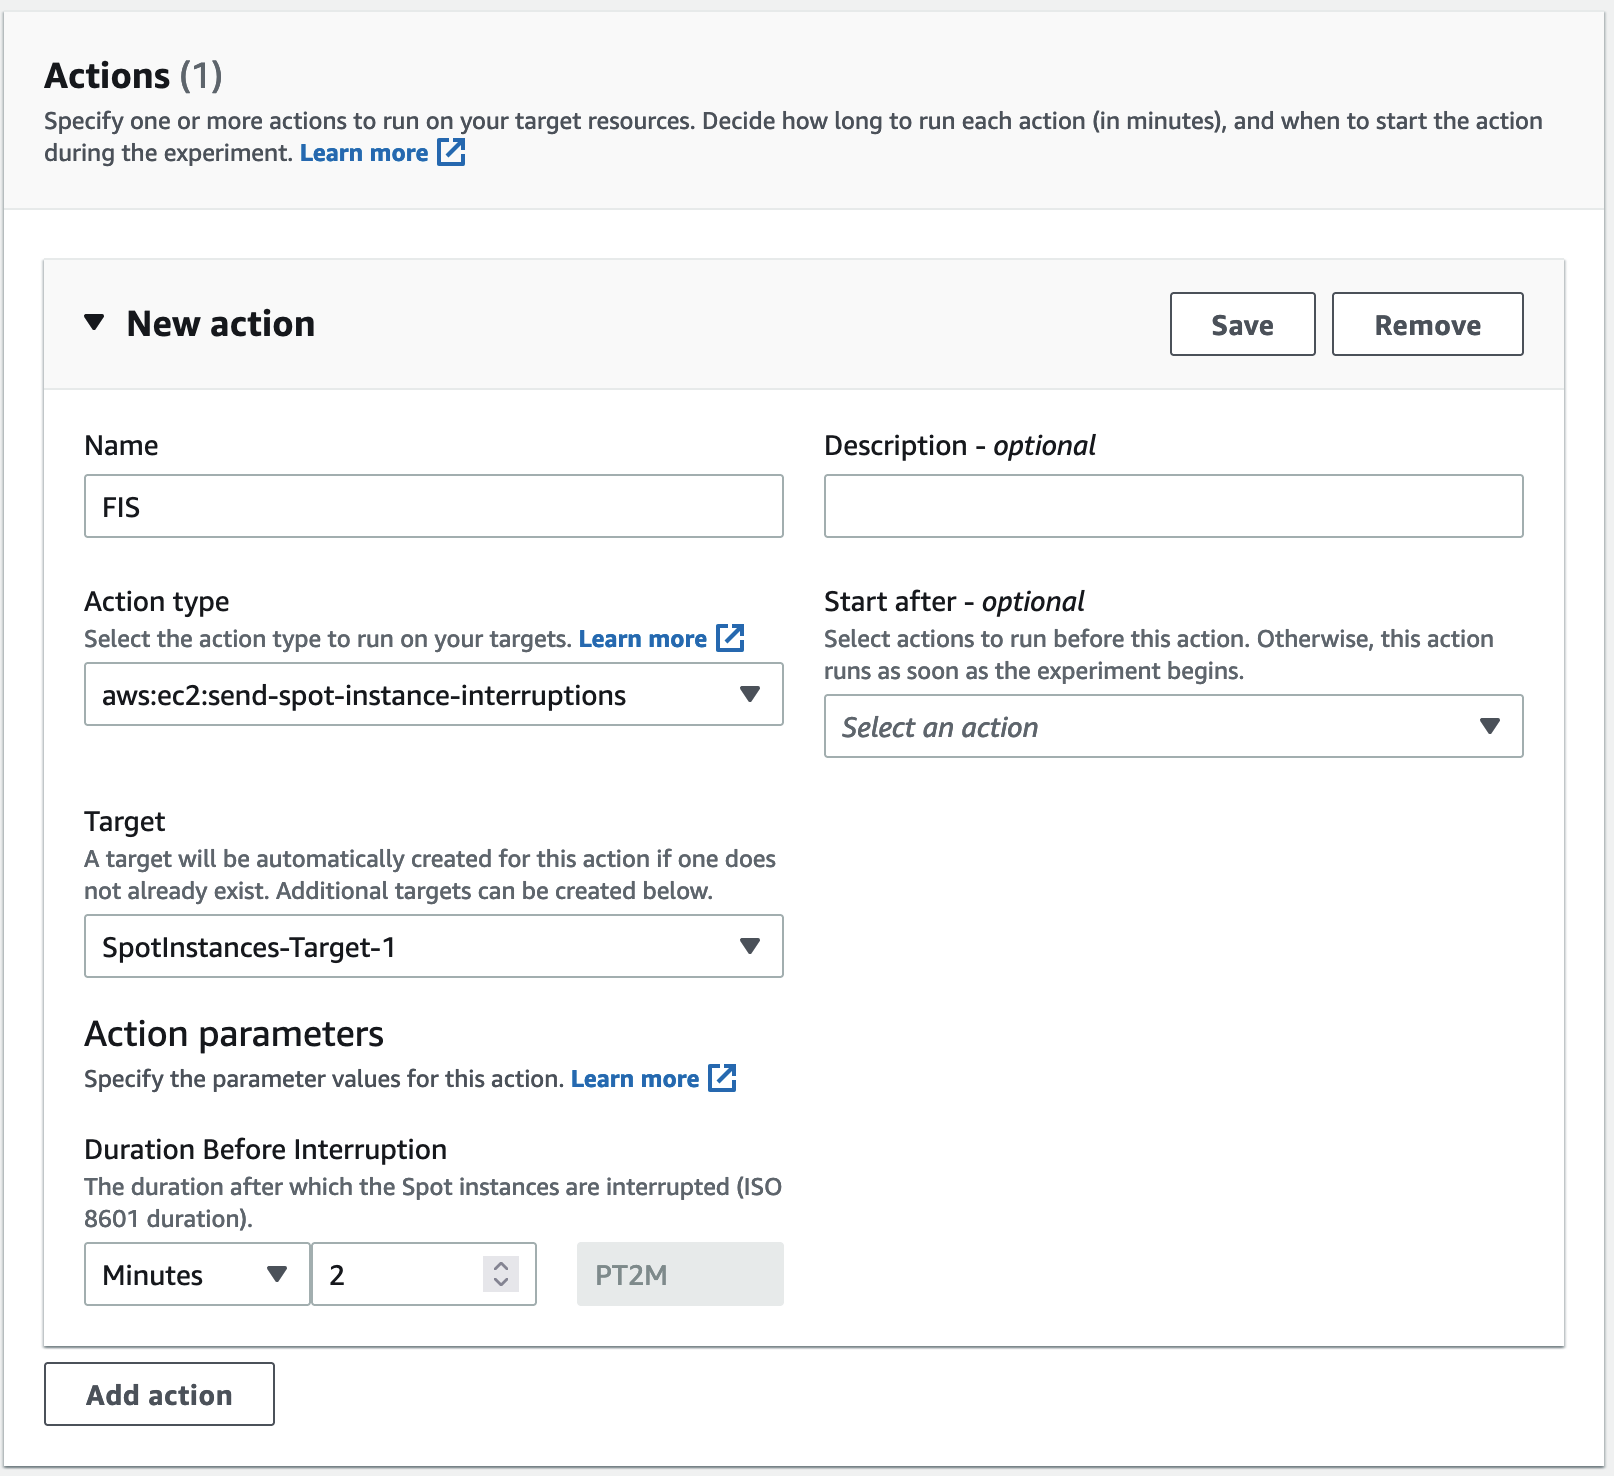 Actions (1)
Specify one or more actions to run on your target resources. Decide how long to run each action (in minutes), and when to start the action
during the experiment. Learn more
New action
Save
Remove
Name
FIS
Description - optional
Action type
Select the action type to run on your targets. Learn more
aws:ec2:send-spot-instance-interruptions
Start after - optional
Select actions to run before this action. Otherwise, this action
runs as soon as the experiment begins.
Select an action
Target
A target will be automatically created for this action if one does
not already exist. Additional targets can be created below.
SpotInstances-Target-1
Action parameters
Specify the parameter values for this action. Learn more
Duration Before Interruption
The duration after which the Spot instances are interrupted (ISO
8601 duration).
Minutes
2
PT2M
Add action